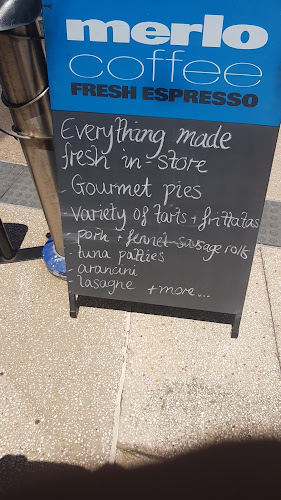 merlo
coffee
FRESH ESPRESSO
Everything made
fresh in-store
- Gourmet pies
- Variety of tarts + frittatas
- pork + fennel sausage rolls
- tuna patties
- arancini
- lasagne + more...